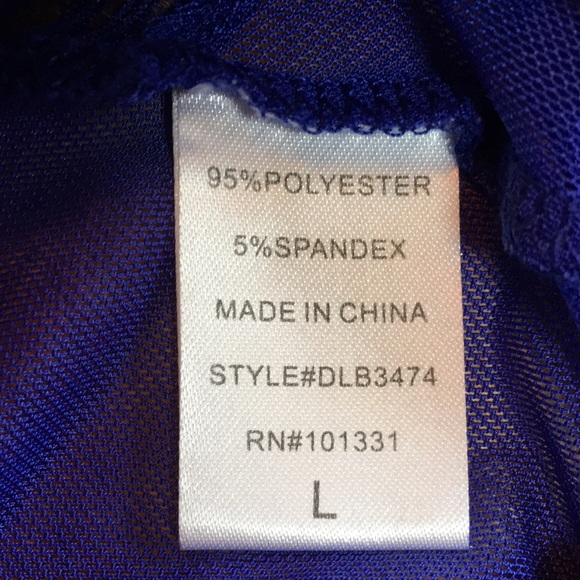 95%POLYESTER
5%SPANDEX
MADE IN CHINA
STYLE#DLB3474
RN#101331
L